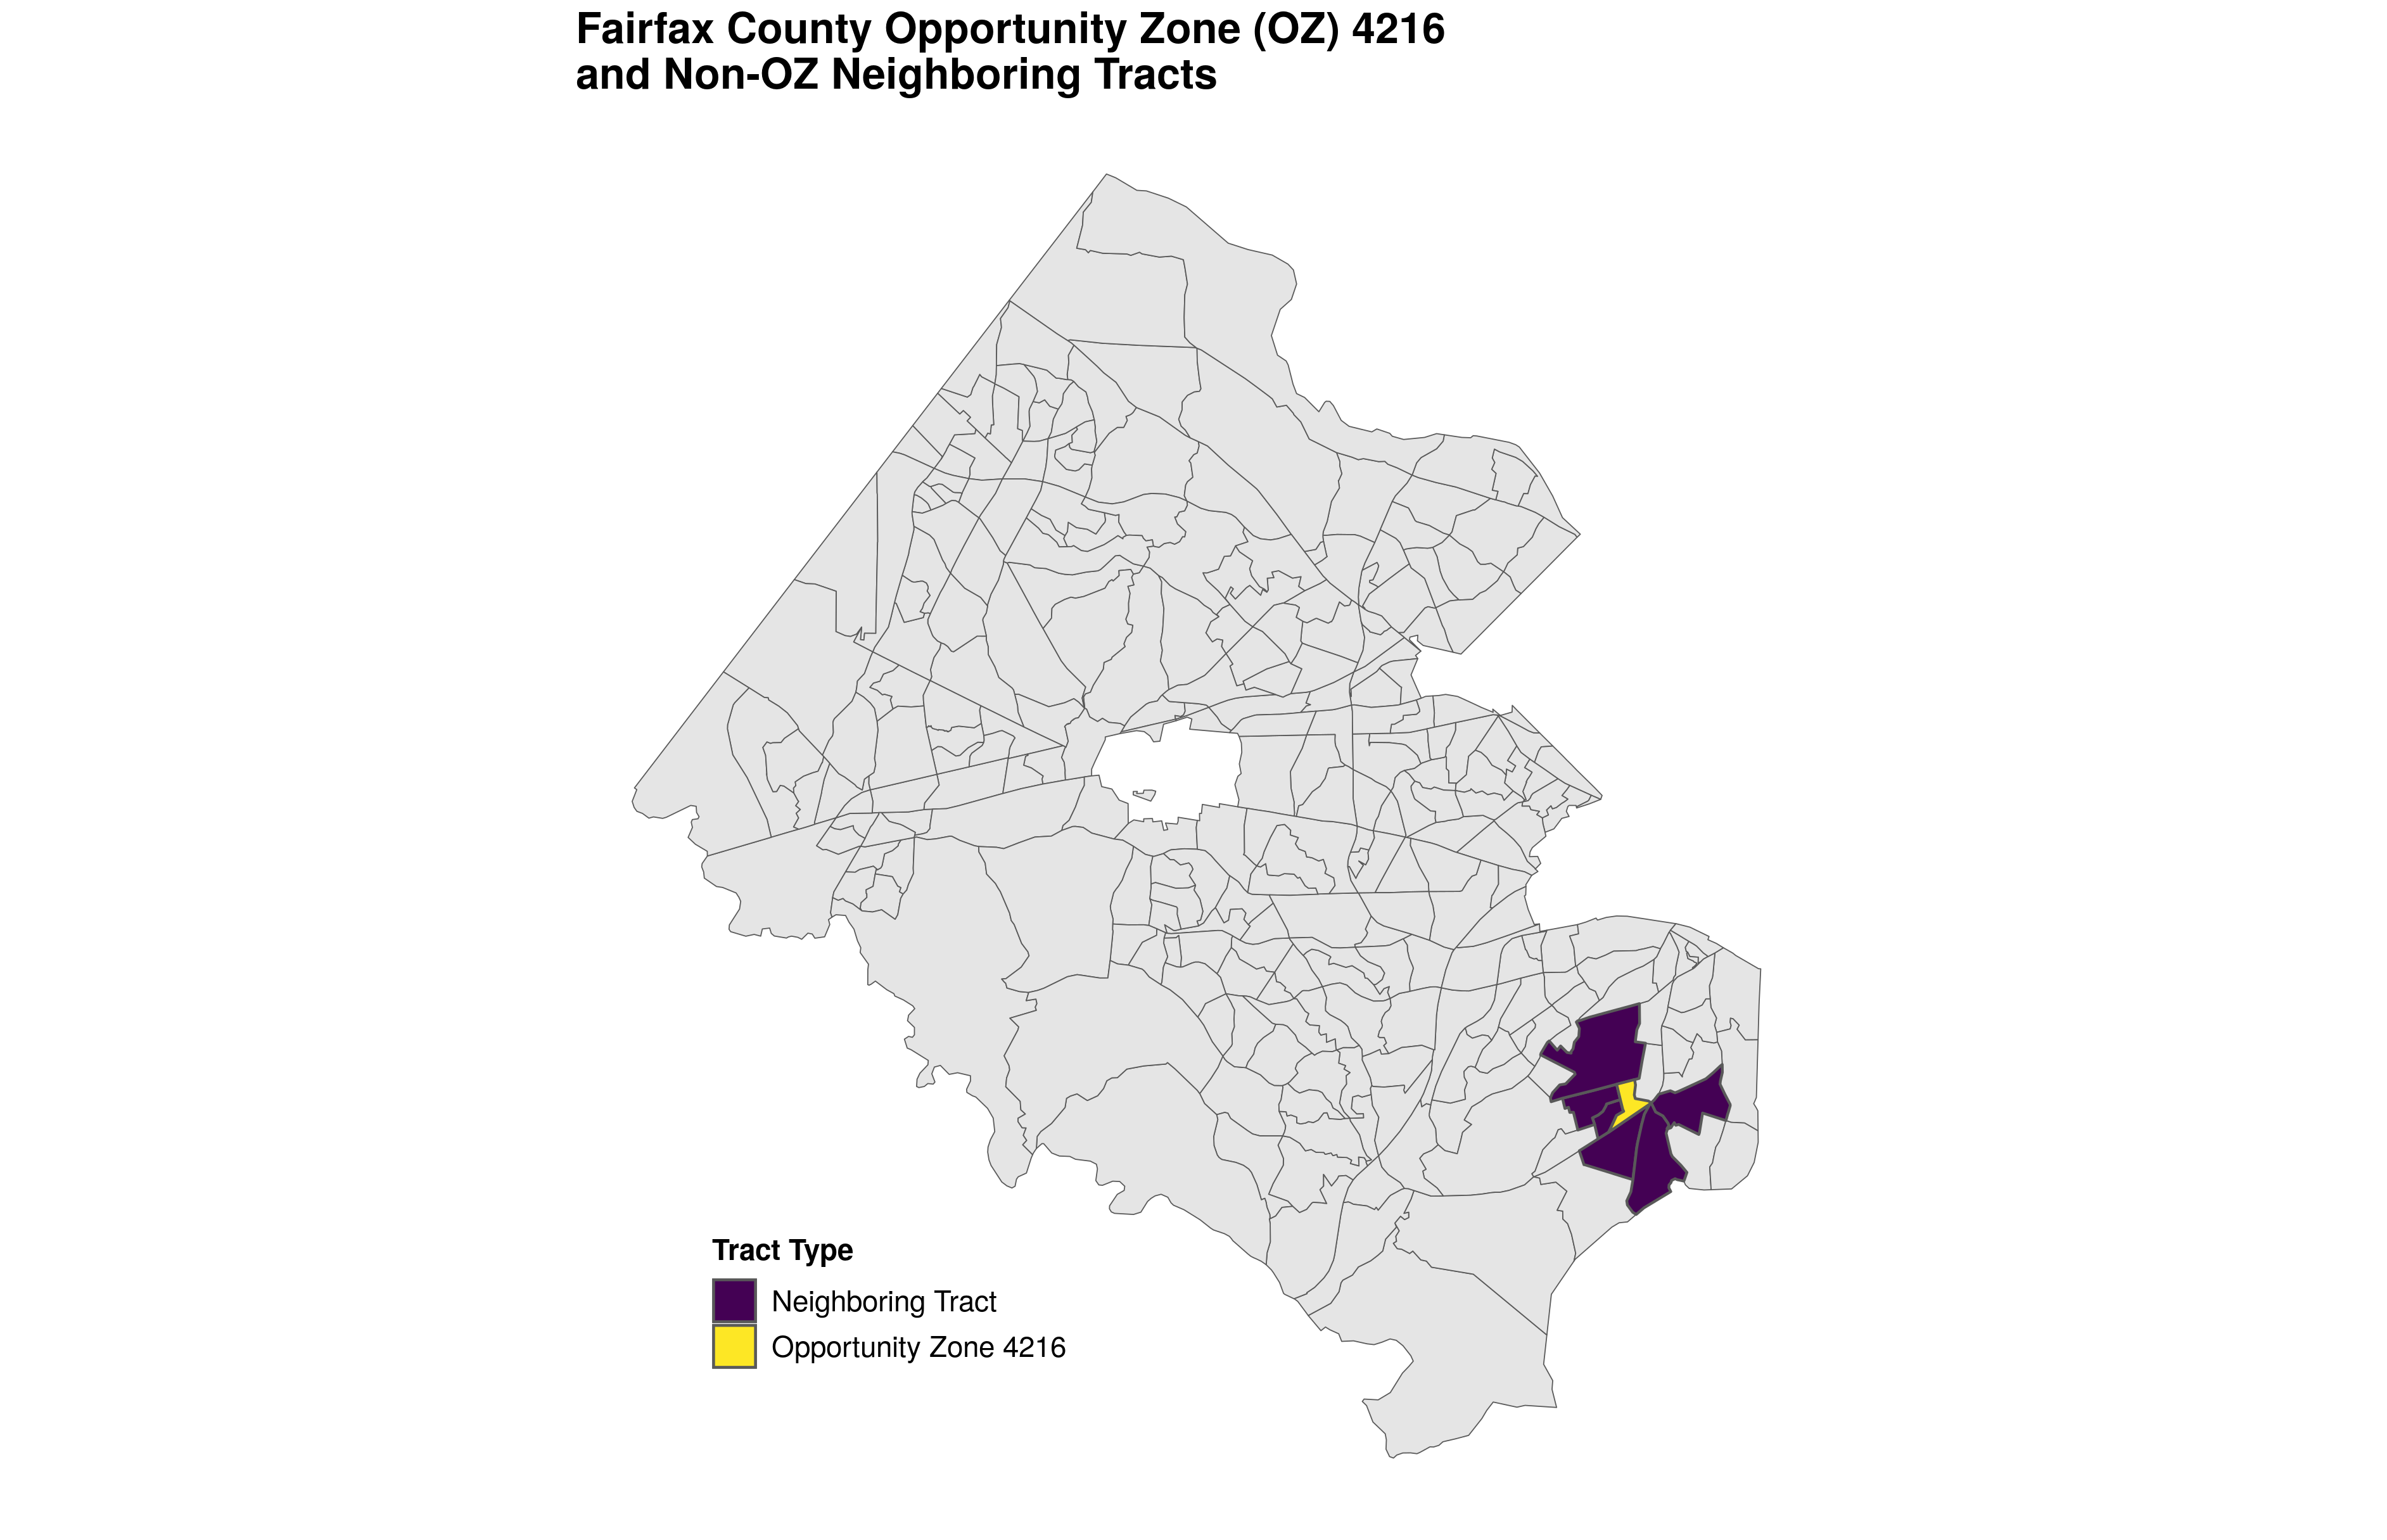 Fairfax County Opportunity Zone (OZ) 4216
and Non-OZ Neighboring Tracts
Tract Type
Neighboring Tract
Opportunity Zone 4216